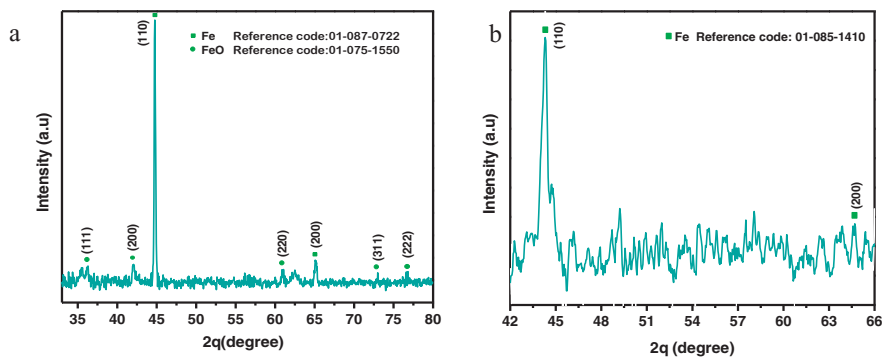 a
Fe Reference code:01-087-0722
FeO Reference code:01-075-1550
(111)
(200)
(110)
(220)
(200)
(311)
(222)
Intensity (a.u)
35 40 45 50 55 60 65 70 75 80
2q(degree)
b
Fe Reference code: 01-085-1410
(110)
(200)
Intensity (a.u)
42 45 48 51 54 57 60 63 66
2q (degree)